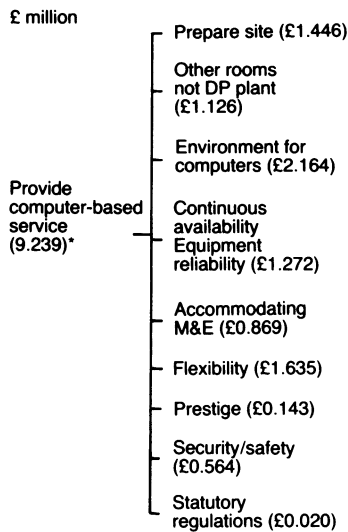 £ million
Prepare site (£1.446)
Other rooms
not DP plant
(£1.126)
Environment for
computers (£2.164)
Provide
computer-based
service
(9.239)*
Continuous
availability
Equipment
reliability (£1.272)
Accommodating
M&E (£0.869)
Flexibility (£1.635)
Prestige (£0.143)
Security/safety
(£0.564)
Statutory
regulations (£0.020)